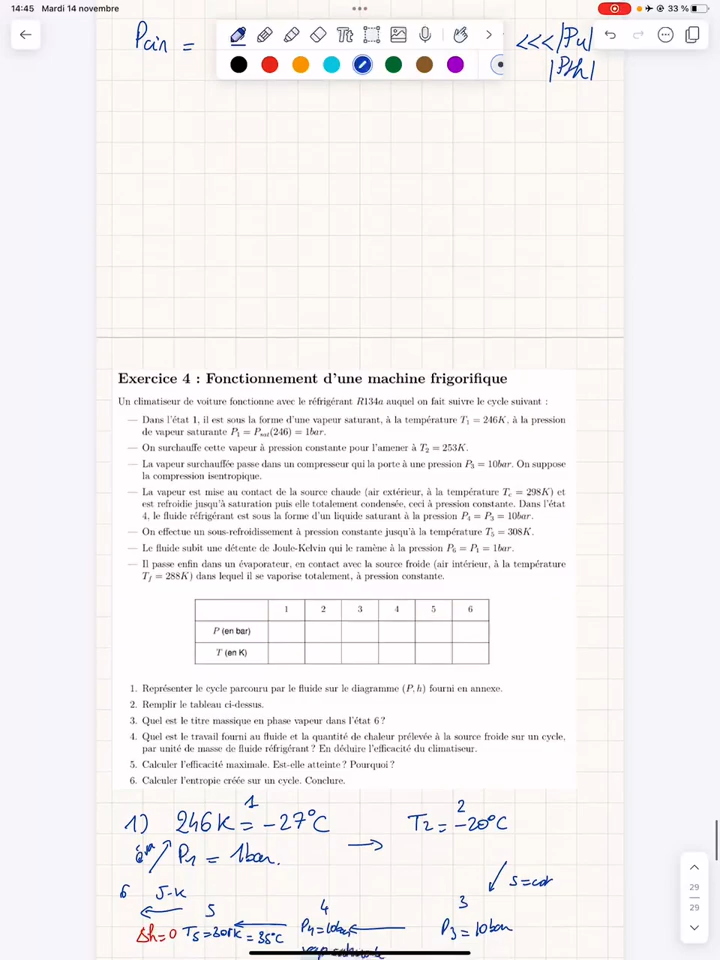 14:45 Mardi 14 novembre
33 %
Pcin =
<<< |Pu|
|Pth|
Exercice 4 : Fonctionnement d'une machine frigorifique
Un climatiseur de voiture fonctionne avec le réfrigérant R134a auquel on fait suivre le cycle suivant :
— Dans l'état 1, il est sous la forme d'une vapeur saturant, à la température T₁ = 246K, à la pression
de vapeur saturante P₁ = Pₛₐₜ(246) = 1bar.
— On surchauffe cette vapeur à pression constante pour l'amener à T₂ = 253K.
— La vapeur surchauffée passe dans un compresseur qui la porte à une pression P₃ = 10bar. On suppose
la compression isentropique.
— La vapeur est mise au contact de la source chaude (air extérieur, à la température T_c = 298K) et
est refroidie jusqu'à saturation puis elle totalement condensée, ceci à pression constante. Dans l'état
4, le fluide réfrigérant est sous la forme d'un liquide saturant à la pression P₄ = P₃ = 10bar.
— On effectue un sous-refroidissement à pression constante jusqu'à la température T₅ = 308K.
— Le fluide subit une détente de Joule-Kelvin qui le ramène à la pression P₆ = P₁ = 1bar.
— Il passe enfin dans un évaporateur, en contact avec la source froide (air intérieur, à la température
T_f = 288K) dans lequel il se vaporise totalement, à pression constante.
1 2 3 4 5 6
P (en bar)
T (en K)
1. Représenter le cycle parcouru par le fluide sur le diagramme (P, h) fourni en annexe.
2. Remplir le tableau ci-dessus.
3. Quel est le titre massique en phase vapeur dans l'état 6 ?
4. Quel est le travail fourni au fluide et la quantité de chaleur prélevée à la source froide sur un cycle,
par unité de masse de fluide réfrigérant ? En déduire l'efficacité du climatiseur.
5. Calculer l'efficacité maximale. Est-elle atteinte ? Pourquoi ?
6. Calculer l'entropie créée sur un cycle. Conclure.
1 2
1) 246K = -27°C → T2 = -20°C
P1 = 1bar.
29
29
6 J-K 5 4 3 s=cst
Δh=0 T5=308K = 35°C P4=10bar P3=10bar